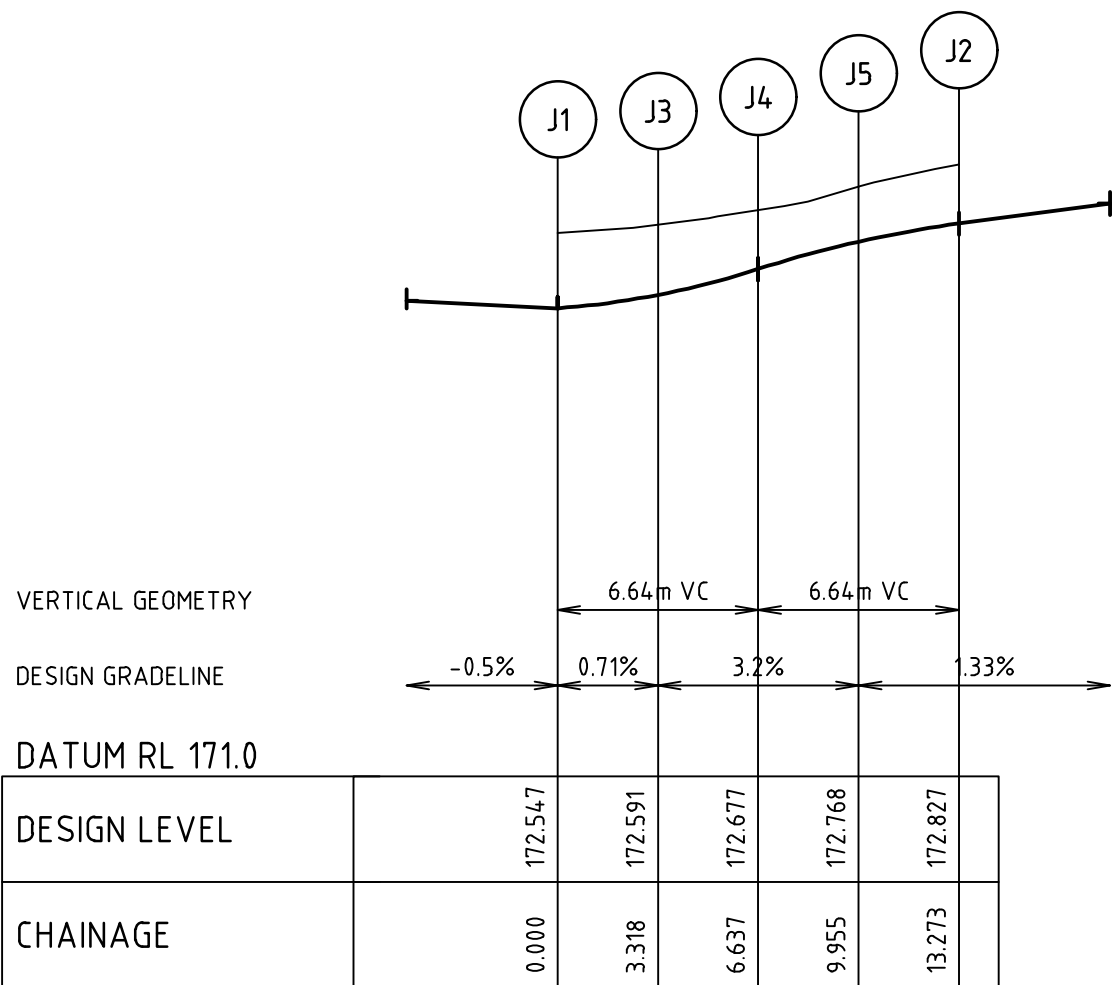 J1 J3 J4 J5 J2
VERTICAL GEOMETRY 6.64m VC 6.64m VC
DESIGN GRADELINE -0.5% 0.71% 3.2% 1.33%
DATUM RL 171.0
DESIGN LEVEL 172.547 172.591 172.677 172.768 172.827
CHAINAGE 0.000 3.318 6.637 9.955 13.273